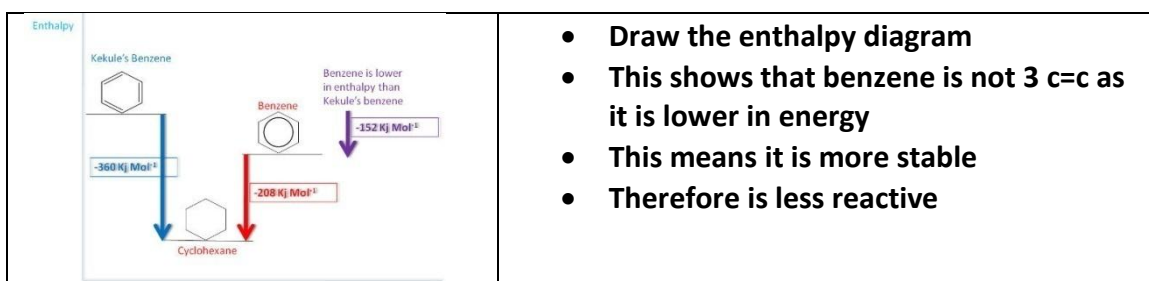 Enthalpy
Kekule's Benzene
Benzene is lower
in enthalpy than
Kekule's benzene
Benzene
-152 Kj Mol-1
-360 Kj Mol-1
-208 Kj Mol-1
Cyclohexane
• Draw the enthalpy diagram
• This shows that benzene is not 3 c=c as
it is lower in energy
• This means it is more stable
• Therefore is less reactive